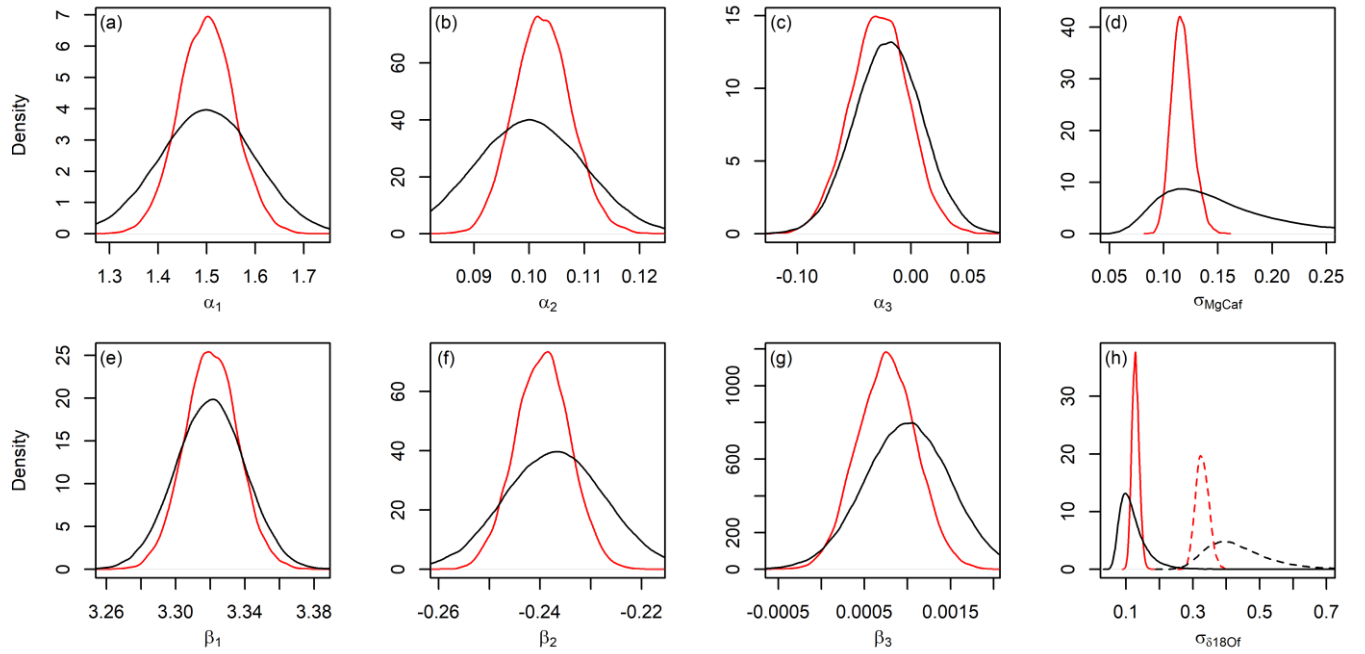 (a)
Density
0 1 2 3 4 5 6 7
1.3 1.4 1.5 1.6 1.7
α1
(b)
0 20 40 60
0.09 0.10 0.11 0.12
α2
(c)
0 5 10 15
-0.10 0.00 0.05
α3
(d)
0 10 20 30 40
0.05 0.10 0.15 0.20 0.25
σMgCaf
(e)
Density
0 5 10 15 20 25
3.26 3.30 3.34 3.38
β1
(f)
0 20 40 60
-0.26 -0.24 -0.22
β2
(g)
0 200 600 1000
-0.0005 0.0005 0.0015
β3
(h)
0 10 20 30
0.1 0.3 0.5 0.7
σδ18Of